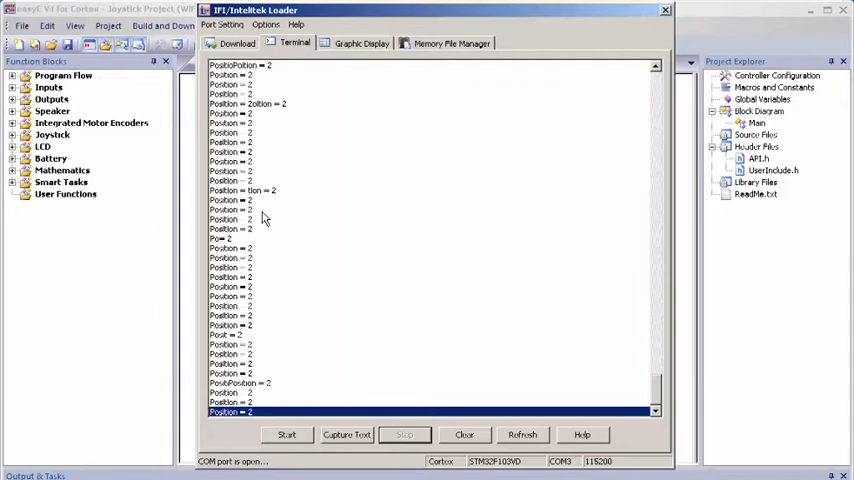 easyC V4 for Cortex - Joystick Project (WiFi
IFI/Intelitek Loader
File Edit View Project Build and Down
Port Setting Options Help
Download Terminal Graphic Display Memory File Manager
Function Blocks
Program Flow
Inputs
Outputs
Speaker
Integrated Motor Encoders
Joystick
LCD
Battery
Mathematics
Smart Tasks
User Functions
PositioPotion = 2
Position = 2
Position = 2
Position = 2
Position = 2oition = 2
Position = 2
Position = 2
Position = 2
Position = 2
Position = 2
Position = 2
Position = 2
Position = 2
Position = tion = 2
Position = 2
Position = 2
Position = 2
Position = 2
Po= 2
Position = 2
Position = 2
Position = 2
Position = 2
Position = 2
Position = 2
Position = 2
Position = 2
Position = 2
Posit = 2
Position = 2
Position = 2
Position = 2
Position = 2
PositiPosition = 2
Position = 2
Position = 2
Position = 2
Start Capture Text Stop Clear Refresh Help
COM port is open... Cortex STM32F103VD COM3 115200
Project Explorer
Controller Configuration
Macros and Constants
Global Variables
Block Diagram
Main
Source Files
Header Files
API.h
UserInclude.h
Library Files
ReadMe.txt
Output & Tasks